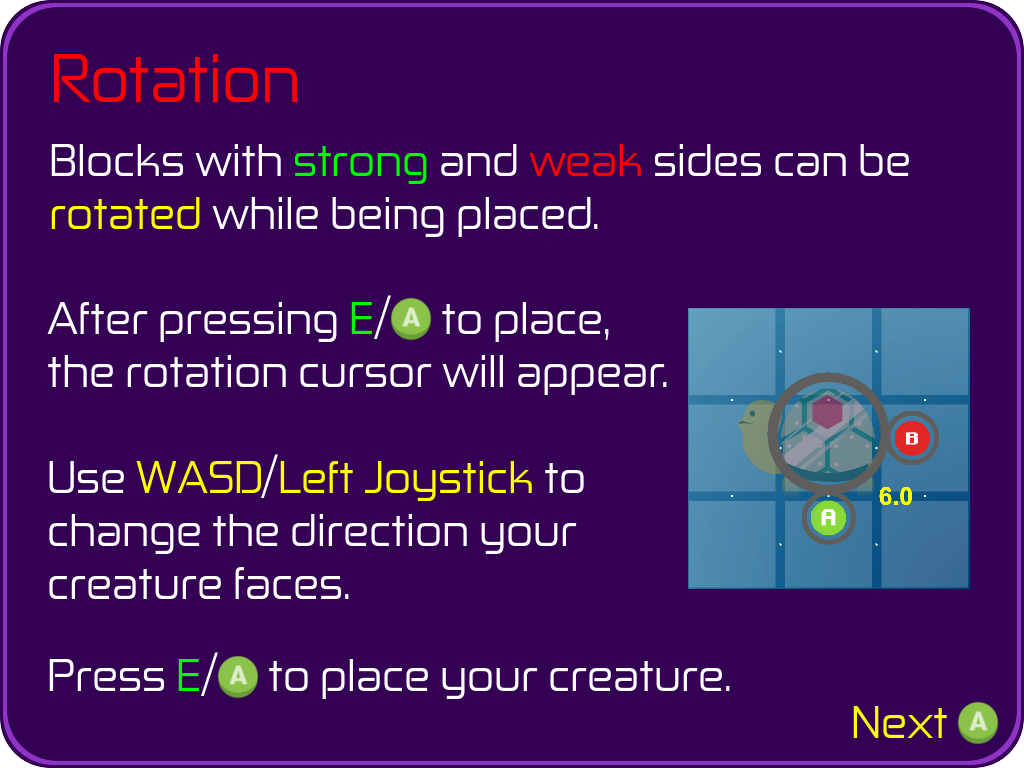 Rotation
Blocks with strong and weak sides can be
rotated while being placed.
After pressing E/A to place,
the rotation cursor will appear.
B
6.0
A
Use WASD/Left Joystick to
change the direction your
creature faces.
Press E/A to place your creature.
Next A